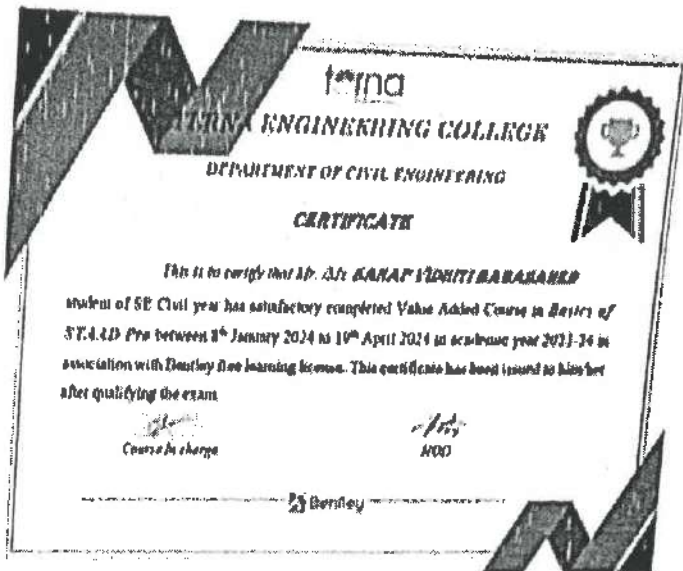 terna
TERNA ENGINEERING COLLEGE
DEPARTMENT OF CIVIL ENGINEERING
CERTIFICATE
This is to certify that Mr. /Ms
student of SE Civil year has satisfactory completed Value Added Course in Basics of
STAAD Pro between 8th January 2024 to 19th April 2024 in academic year 2023-24 in
association with Bentley free learning license. This certificate has been issued to him/her
after qualifying the exam
Course In charge
HOD
Bentley